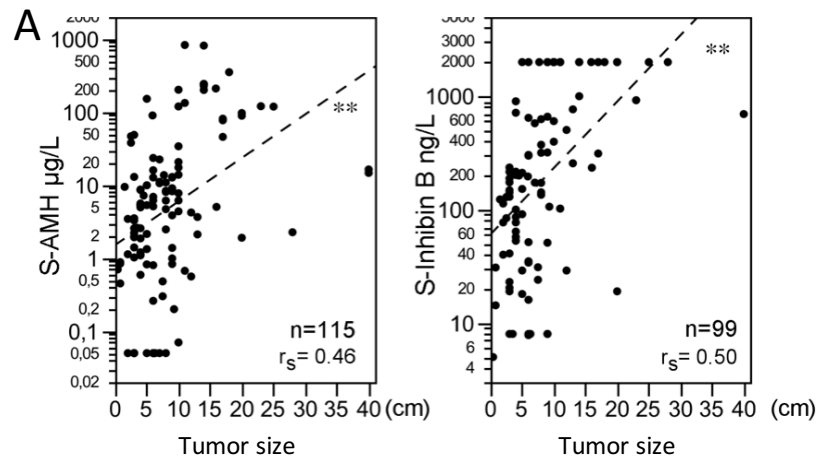 A
S-AMH µg/L
2000
1000
500
200
100
50
20
10
5
2
1
0,5
0,2
0,1
0,05
0,02
**
n=115
rs= 0.46
0 5 10 15 20 25 30 35 40 (cm)
Tumor size
S-Inhibin B ng/L
5000
3000
2000
1000
600
400
200
100
60
40
20
10
6
4
**
n=99
rs= 0.50
0 5 10 15 20 25 30 35 40 (cm)
Tumor size